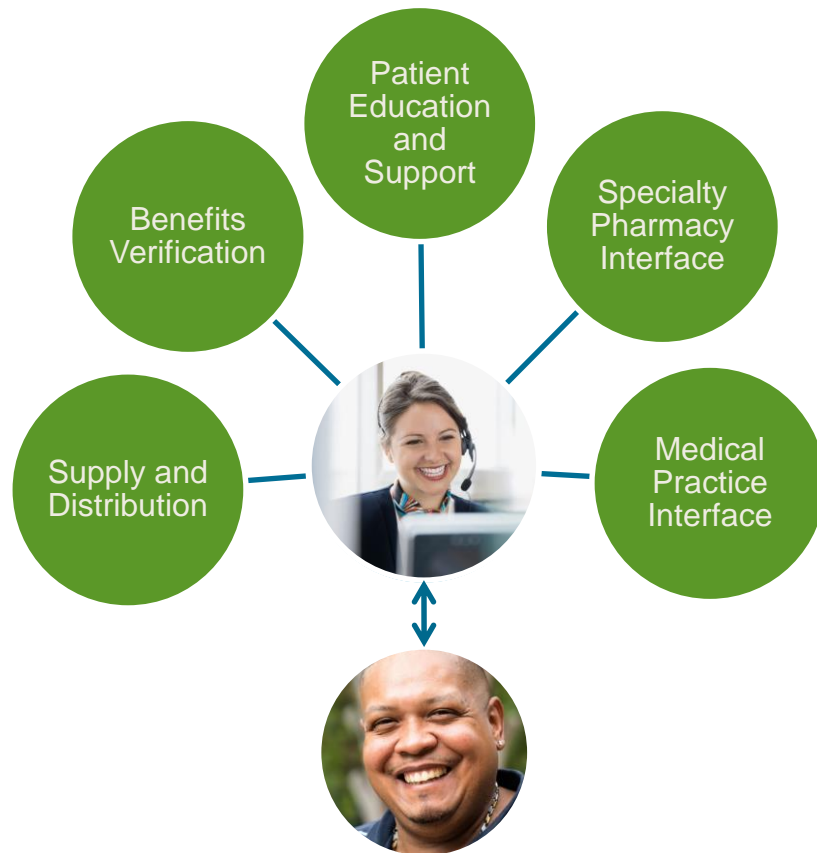 Patient
Education
and
Support
Benefits
Verification
Specialty
Pharmacy
Interface
Supply and
Distribution
Medical
Practice
Interface